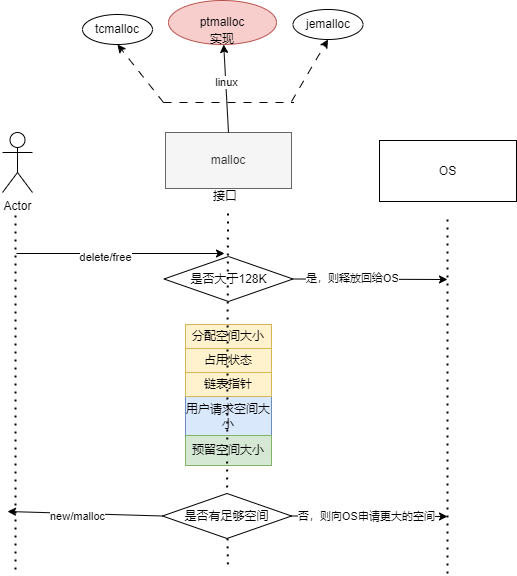 tcmalloc
ptmalloc
实现
jemalloc
linux
malloc
接口
OS
Actor
delete/free
是否大于128K
是，则释放回给OS
分配空间大小
占用状态
链表指针
用户请求空间大
小
预留空间大小
new/malloc
是否有足够空间
否，则向OS申请更大的空间